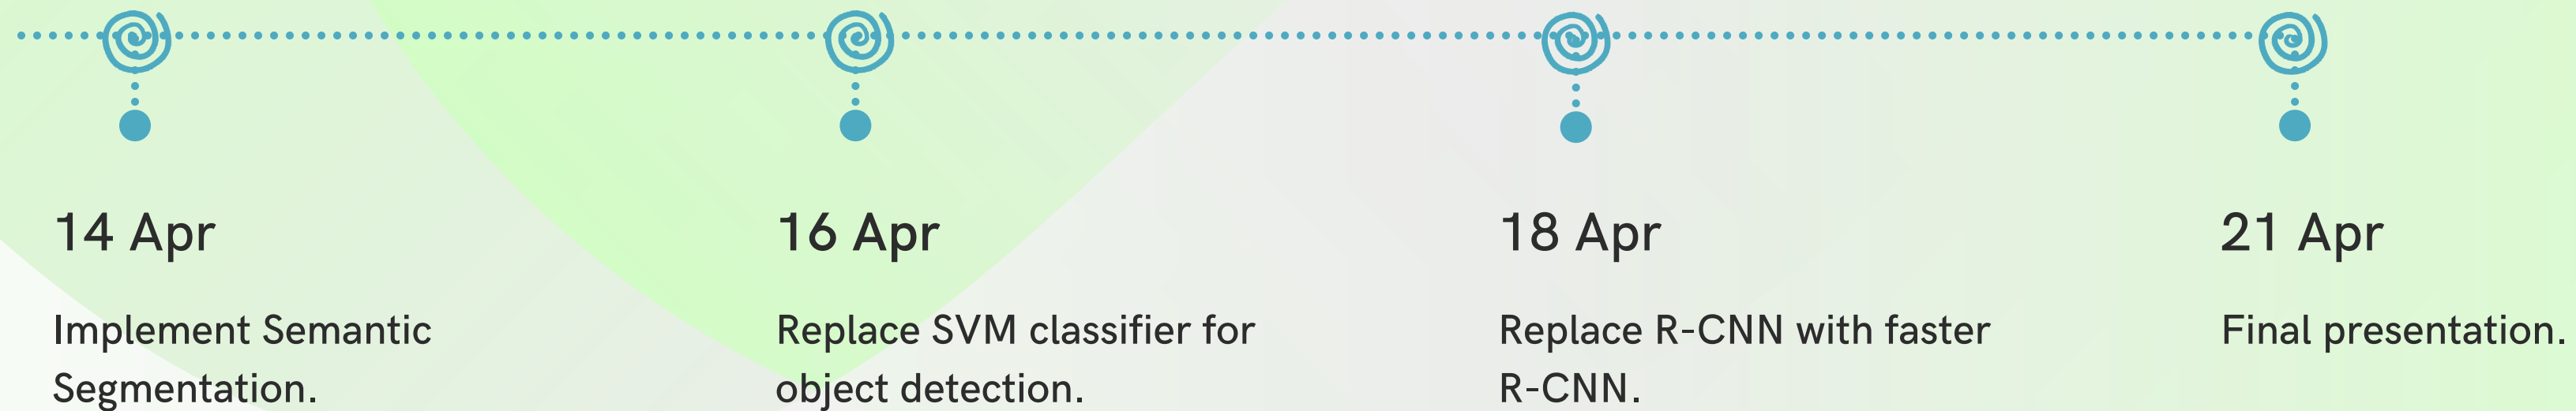 14 Apr
Implement Semantic
Segmentation.
16 Apr
Replace SVM classifier for
object detection.
18 Apr
Replace R-CNN with faster
R-CNN.
21 Apr
Final presentation.